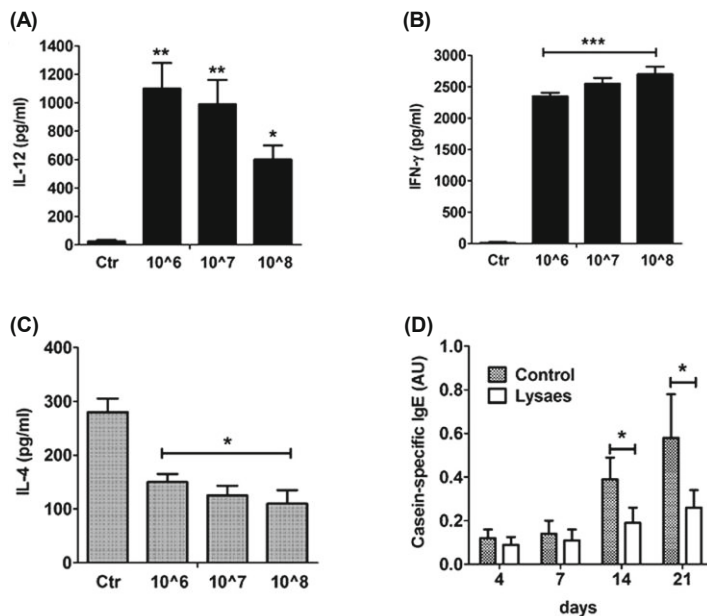 (A)
IL-12 (pg/ml)
1400
1200
1000
800
600
400
200
0
**
**
*
Ctr 10^6 10^7 10^8
(B)
IFN-γ (pg/ml)
3000
2500
2000
1500
1000
500
0
***
Ctr 10^6 10^7 10^8
(C)
IL-4 (pg/ml)
400
300
200
100
0
*
Ctr 10^6 10^7 10^8
(D)
Casein-specific IgE (AU)
1.0
0.8
0.6
0.4
0.2
0.0
Control
Lysaes
*
*
4 7 14 21
days